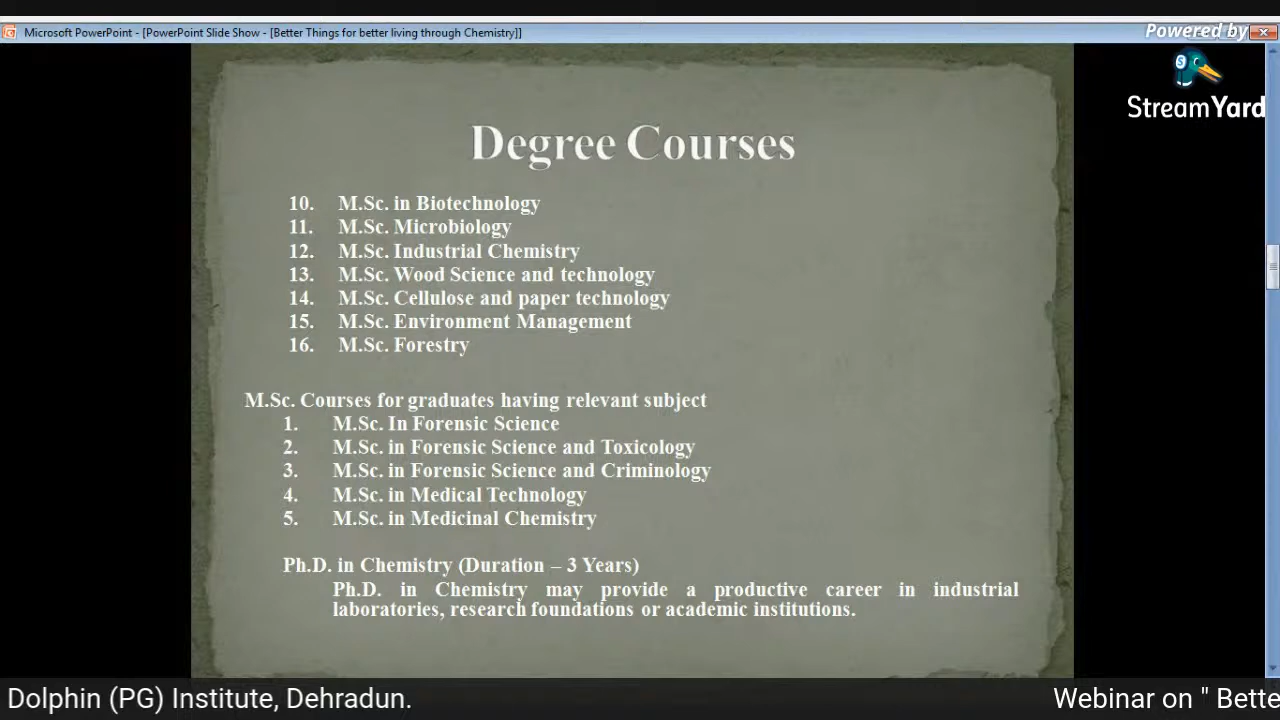 Microsoft PowerPoint - [PowerPoint Slide Show - [Better Things for better living through Chemistry]]
Powered by
StreamYard
Degree Courses
10. M.Sc. in Biotechnology
11. M.Sc. Microbiology
12. M.Sc. Industrial Chemistry
13. M.Sc. Wood Science and technology
14. M.Sc. Cellulose and paper technology
15. M.Sc. Environment Management
16. M.Sc. Forestry
M.Sc. Courses for graduates having relevant subject
1. M.Sc. In Forensic Science
2. M.Sc. in Forensic Science and Toxicology
3. M.Sc. in Forensic Science and Criminology
4. M.Sc. in Medical Technology
5. M.Sc. in Medicinal Chemistry
Ph.D. in Chemistry (Duration – 3 Years)
Ph.D. in Chemistry may provide a productive career in industrial
laboratories, research foundations or academic institutions.
Dolphin (PG) Institute, Dehradun. Webinar on " Bette